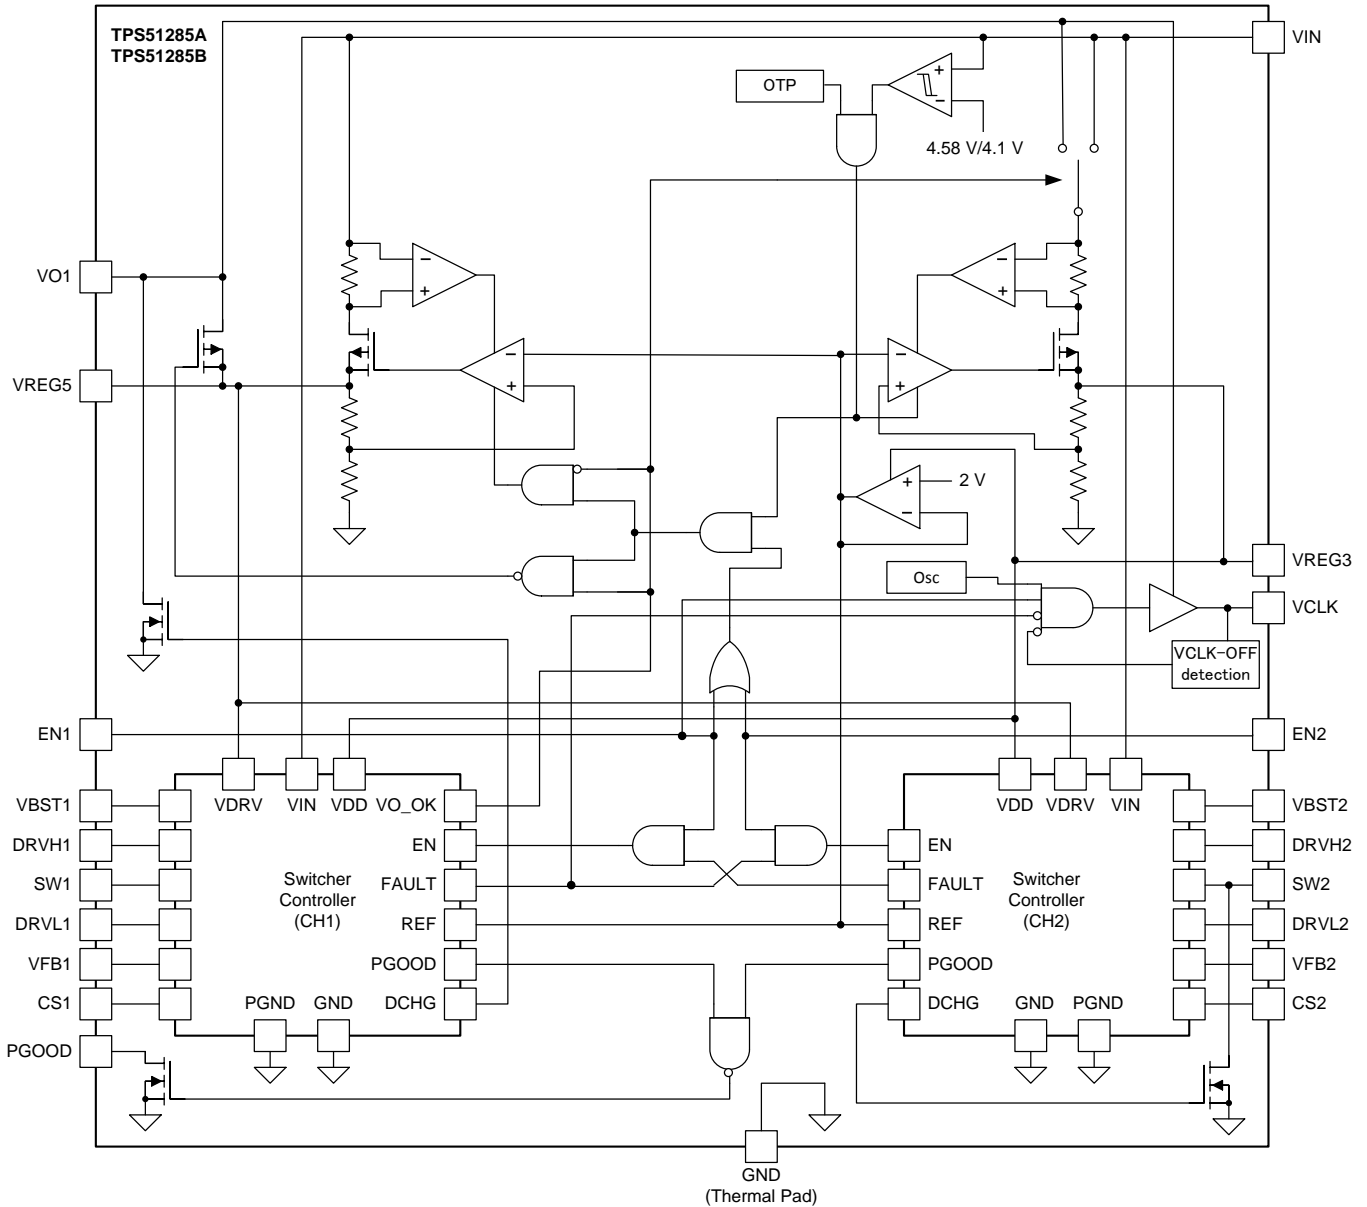 TPS51285A
TPS51285B
VIN
OTP
+
−
4.58 V/4.1 V
VO1
−
+
−
+
VREG5
−
+
−
+
+
−
2 V
VREG3
Osc
VCLK
VCLK-OFF
detection
EN1
EN2
VDRV
VIN
VDD
VO_OK
VDD
VDRV
VIN
VBST1
VBST2
DRVH1
EN
EN
DRVH2
SW1
Switcher
Controller
(CH1)
FAULT
FAULT
Switcher
Controller
(CH2)
SW2
DRVL1
REF
REF
DRVL2
VFB1
PGOOD
PGOOD
VFB2
CS1
PGND
GND
DCHG
DCHG
GND
PGND
CS2
PGOOD
GND
(Thermal Pad)